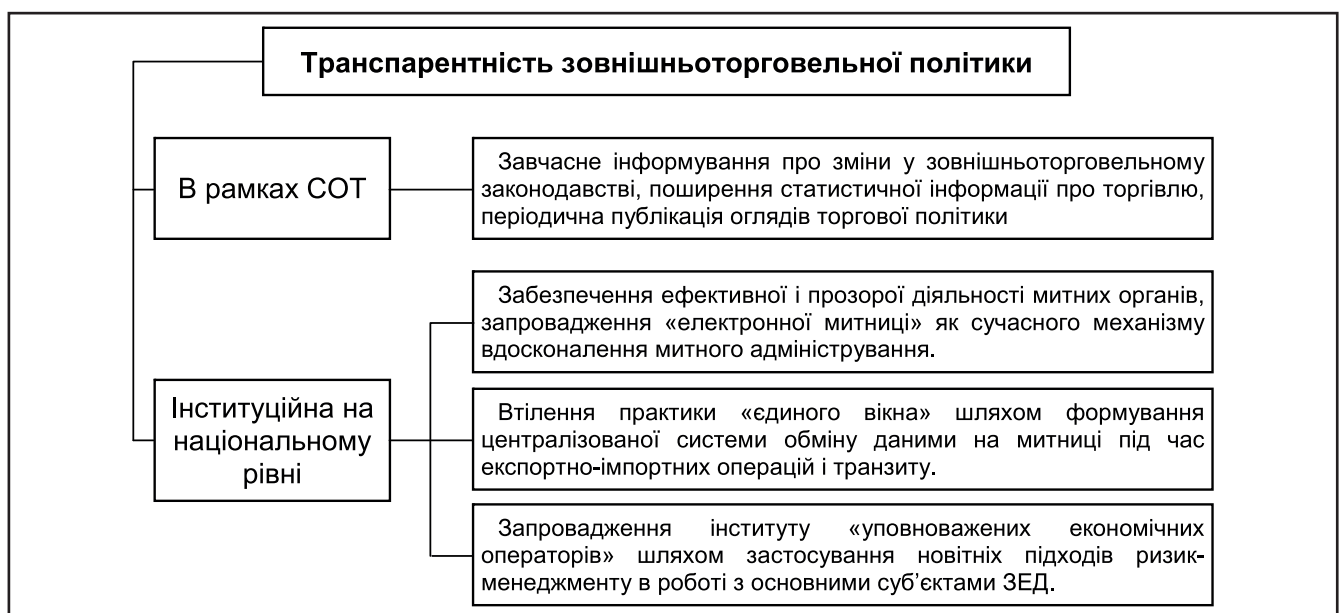 Транспарентність зовнішньоторговельної політики
В рамках СОТ
Завчасне інформування про зміни у зовнішньоторговельному
законодавстві, поширення статистичної інформації про торгівлю,
періодична публікація оглядів торгової політики
Інституційна на
національному
рівні
Забезпечення ефективної і прозорої діяльності митних органів,
запровадження «електронної митниці» як сучасного механізму
вдосконалення митного адміністрування.
Втілення практики «єдиного вікна» шляхом формування
централізованої системи обміну даними на митниці під час
експортно-імпортних операцій і транзиту.
Запровадження інституту «уповноважених економічних
операторів» шляхом застосування новітніх підходів ризик-
менеджменту в роботі з основними суб’єктами ЗЕД.